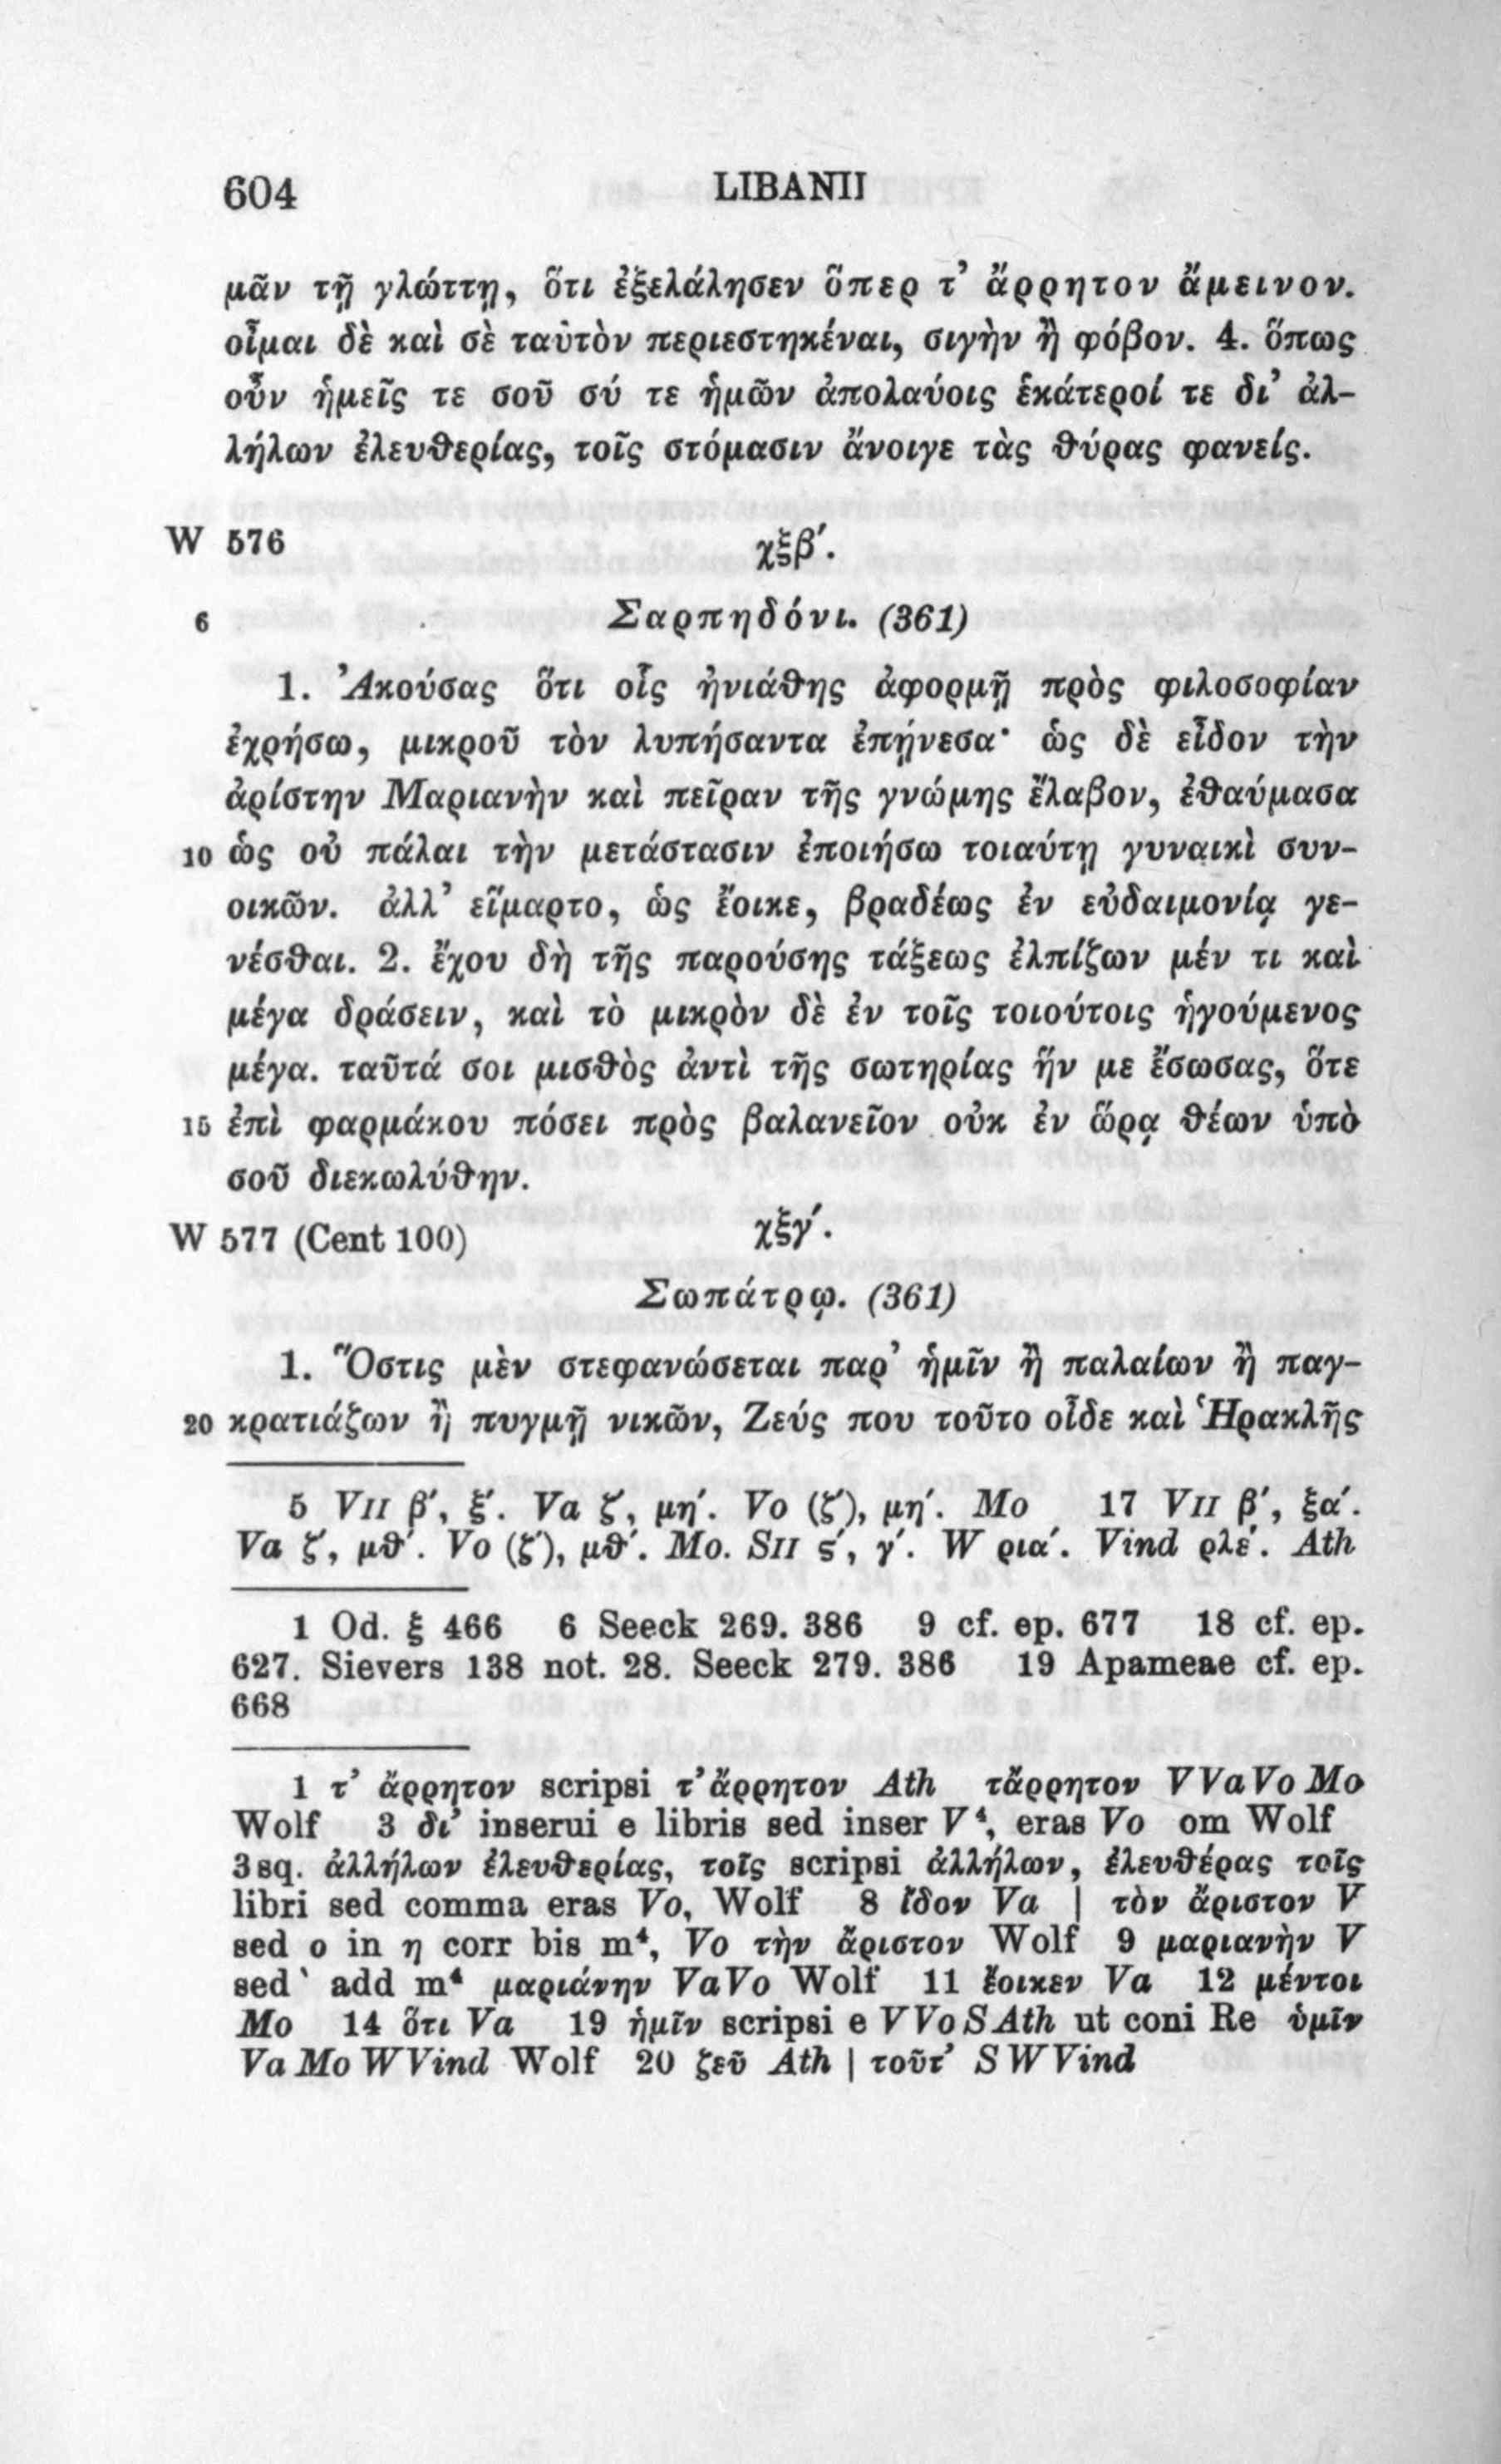 604 LIBANII
μᾶν τῇ γλώττῃ, ὅτι ἐξελάλησεν ὅπερ τ’ ἄρρητον ἄμεινον.
οἶμαι δὲ καὶ σὲ ταὐτὸν περιεστηκέναι, σιγὴν ἢ φόβον. 4. ὅπως
οὖν ἡμεῖς τε σοῦ σύ τε ἡμῶν ἀπολαύοις ἑκάτεροί τε δι’ ἀλ-
λήλων ἐλευθερίας, τοῖς στόμασιν ἄνοιγε τὰς θύρας φανείς.
W 576 χξβ′.
6 Σαρπηδόνι. (361)
1. Ἀκούσας ὅτι οἷς ἠνιάθης ἀφορμῇ πρὸς φιλοσοφίαν
ἐχρήσω, μικροῦ τὸν λυπήσαντα ἐπῄνεσα· ὡς δὲ εἶδον τὴν
ἀρίστην Μαριανὴν καὶ πεῖραν τῆς γνώμης ἔλαβον, ἐθαύμασα
10 ὡς οὐ πάλαι τὴν μετάστασιν ἐποιήσω τοιαύτῃ γυναικὶ συν-
οικῶν. ἀλλ’ εἵμαρτο, ὡς ἔοικε, βραδέως ἐν εὐδαιμονίᾳ γε-
νέσθαι. 2. ἔχου δὴ τῆς παρούσης τάξεως ἐλπίζων μέν τι καὶ
μέγα δράσειν, καὶ τὸ μικρὸν δὲ ἐν τοῖς τοιούτοις ἡγούμενος
μέγα. ταῦτά σοι μισθὸς ἀντὶ τῆς σωτηρίας ἥν με ἔσωσας, ὅτε
15 ἐπὶ φαρμάκου πόσει πρὸς βαλανεῖον οὐκ ἐν ὥρᾳ θέων ὑπὸ
σοῦ διεκωλύθην.
W 577 (Cent 100) χξγ′.
Σωπάτρῳ. (361)
1. Ὅστις μὲν στεφανώσεται παρ’ ἡμῖν ἢ παλαίων ἢ παγ-
20 κρατιάζων ἢ πυγμῇ νικῶν, Ζεύς που τοῦτο οἶδε καὶ Ἡρακλῆς
5 VII β′, ξ′. Va ζ′, μη′. Vo (ζ′), μη′. Mo 17 VII β′, ξα′.
Va ζ′, μθ′. Vo (ζ′), μθ′. Mo. SII ϛ′, γ′. W ρια′. Vind ρλε′. Ath
1 Od. ξ 466 6 Seeck 269. 386 9 cf. ep. 677 18 cf. ep.
627. Sievers 138 not. 28. Seeck 279. 386 19 Apameae cf. ep.
668
1 τ’ ἄρρητον scripsi τ’ἄρρητον Ath τἄρρητον V Va Vo Mo
Wolf 3 δι’ inserui e libris sed inser V⁴, eras Vo om Wolf
3 sq. ἀλλήλων ἐλευθερίας, τοῖς scripsi ἀλλήλων, ἐλευθέρας τοῖς
libri sed comma eras Vo, Wolf 8 ἴδον Va | τὸν ἄριστον V
sed ο in η corr bis m⁴, Vo τὴν ἄριστον Wolf 9 μαριανὴν V
sed ` add m⁴ μαριάνην Va Vo Wolf 11 ἔοικεν Va 12 μέντοι
Mo 14 ὅτι Va 19 ἡμῖν scripsi e V Vo S Ath ut coni Re ὑμῖν
Va Mo W Vind Wolf 20 ζεῦ Ath | τοῦτ’ S W Vind